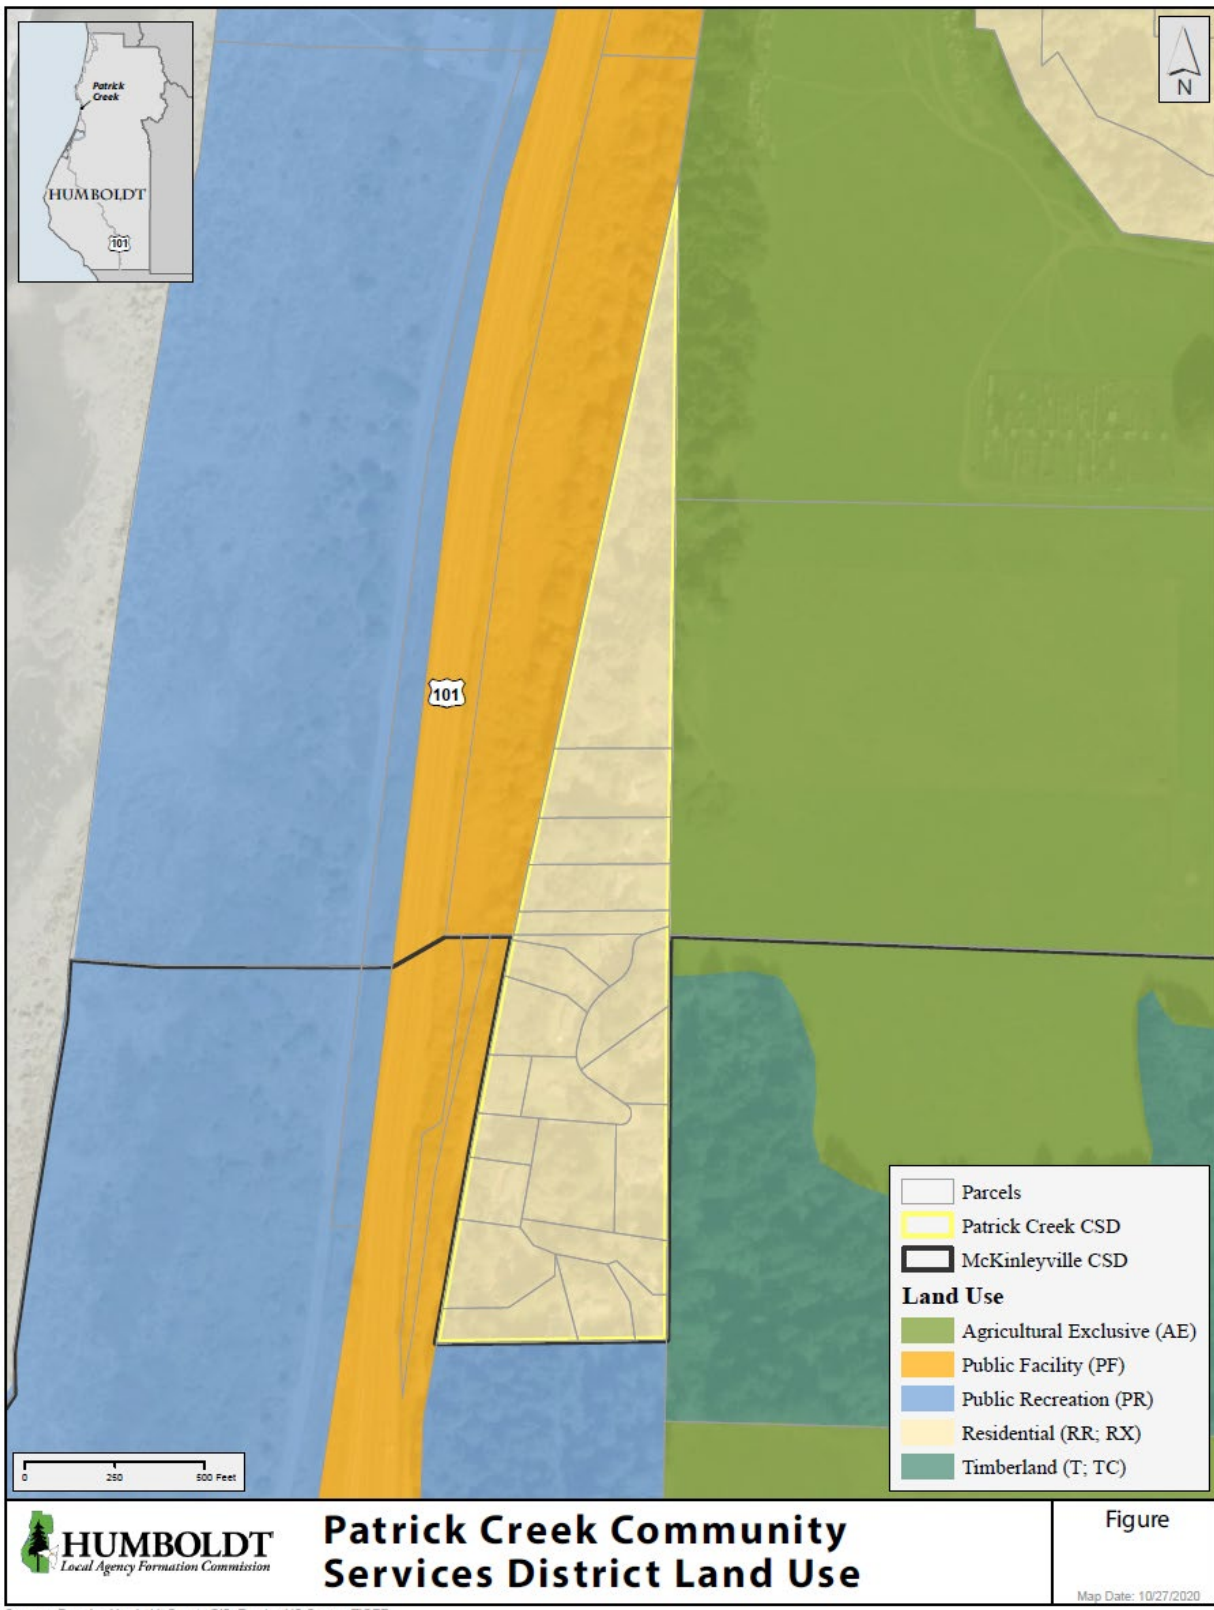 Patrick
Creek
HUMBOLDT
101
N
101
Parcels
Patrick Creek CSD
McKinleyville CSD
Land Use
Agricultural Exclusive (AE)
Public Facility (PF)
Public Recreation (PR)
Residential (RR; RX)
Timberland (T; TC)
0 250 500 Feet
HUMBOLDT
Local Agency Formation Commission
Patrick Creek Community
Services District Land Use
Figure
Map Date: 10/27/2020